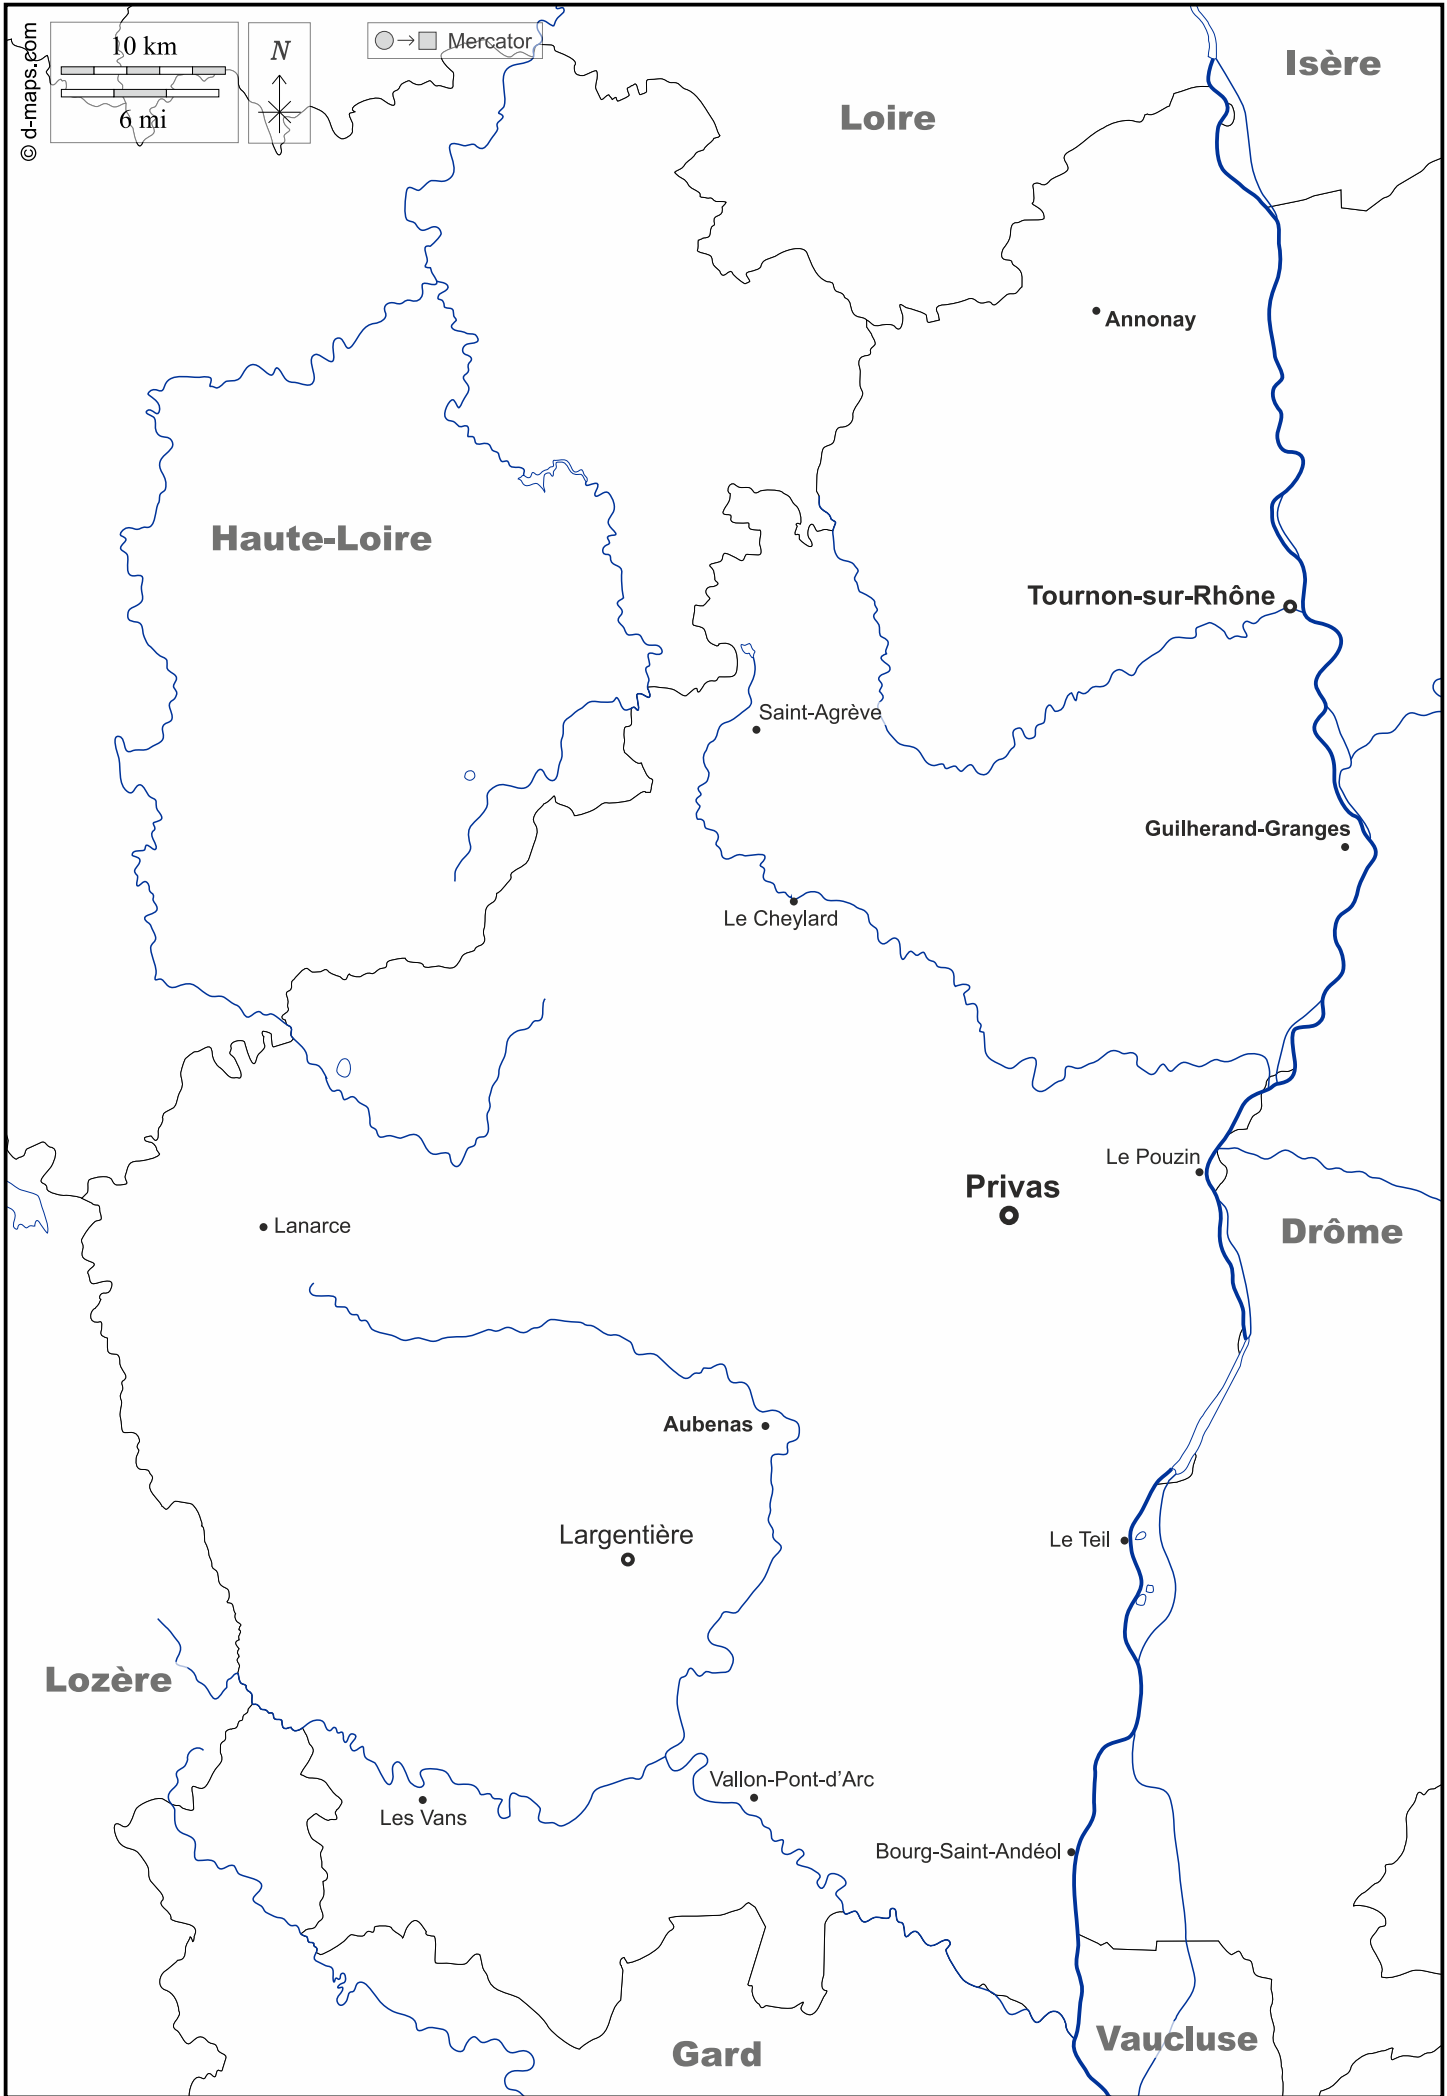 © d-maps.com
10 km
6 mi
N
Mercator
Isère
Loire
Annonay
Haute-Loire
Tournon-sur-Rhône
Saint-Agrève
Guilherand-Granges
Le Cheylard
Le Pouzin
Privas
Lanarce
Drôme
Aubenas
Largentière
Le Teil
Lozère
Vallon-Pont-d'Arc
Les Vans
Bourg-Saint-Andéol
Vaucluse
Gard